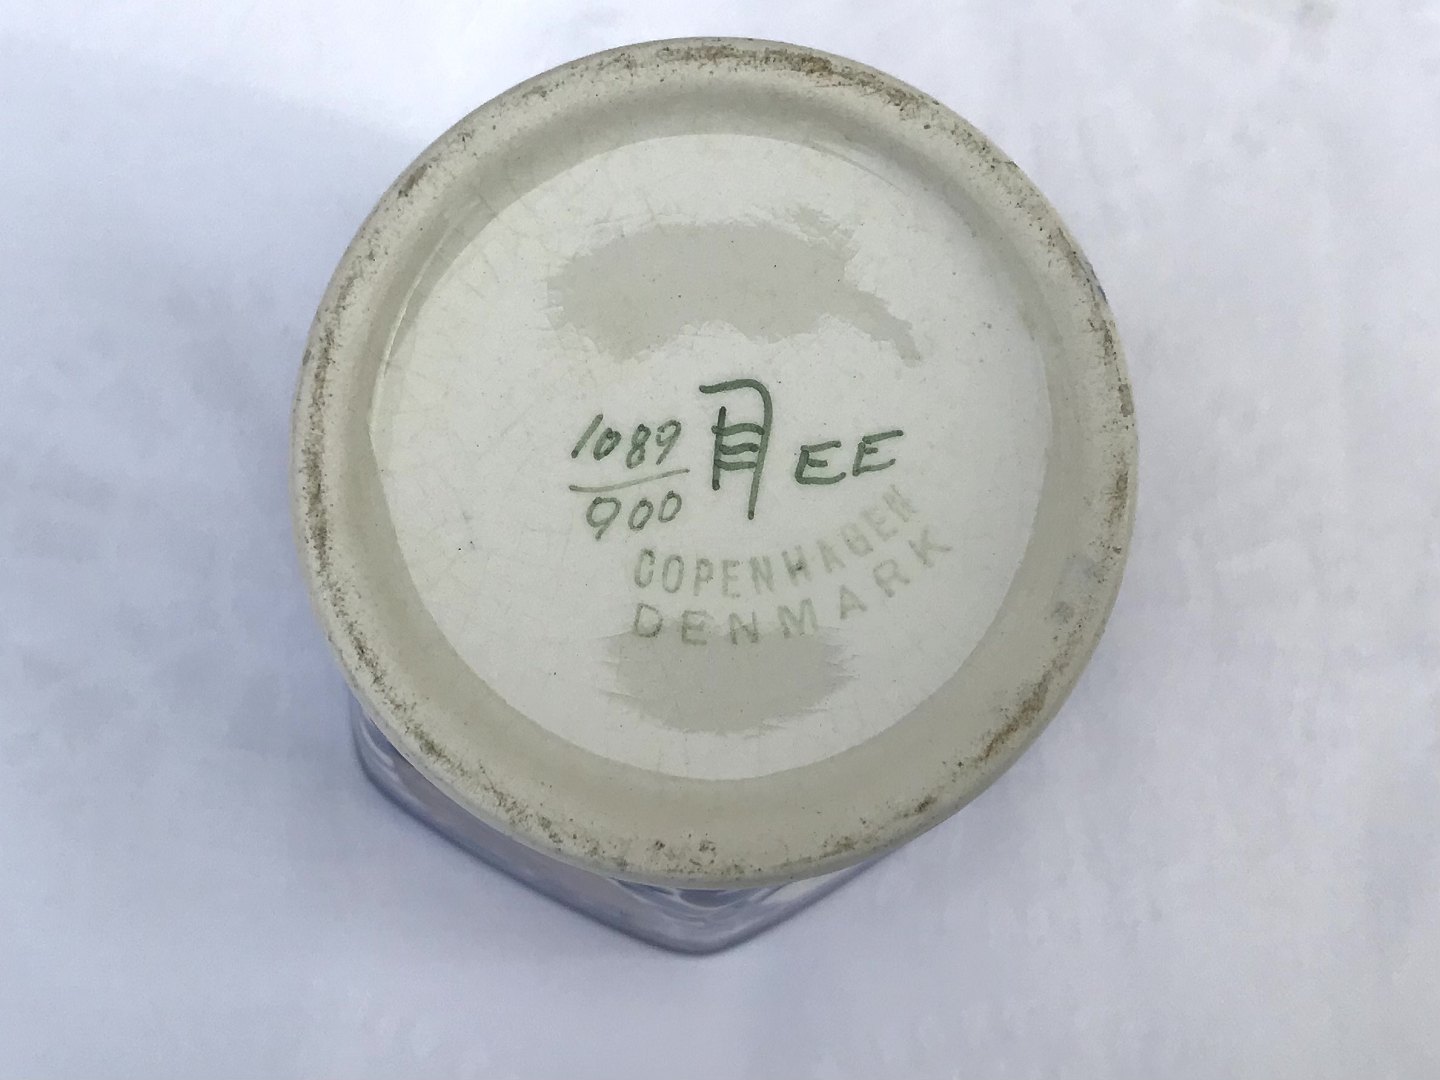 1089 EE
900
COPENHAGEN
DENMARK